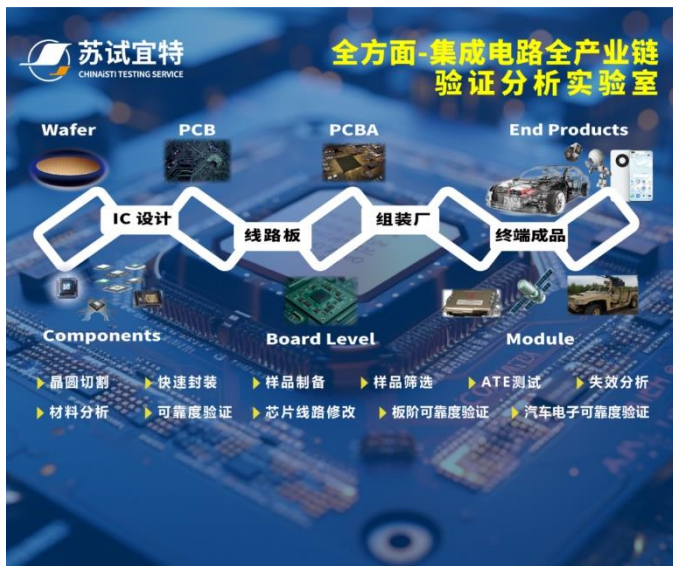 苏试宜特
CHINAiSTI TESTING SERVICE
全方面-集成电路全产业链
验证分析实验室
Wafer
PCB
PCBA
End Products
IC 设计
线路板
组装厂
终端成品
Components
Board Level
Module
晶圆切割
快速封装
样品制备
样品筛选
ATE测试
失效分析
材料分析
可靠度验证
芯片线路修改
板阶可靠度验证
汽车电子可靠度验证